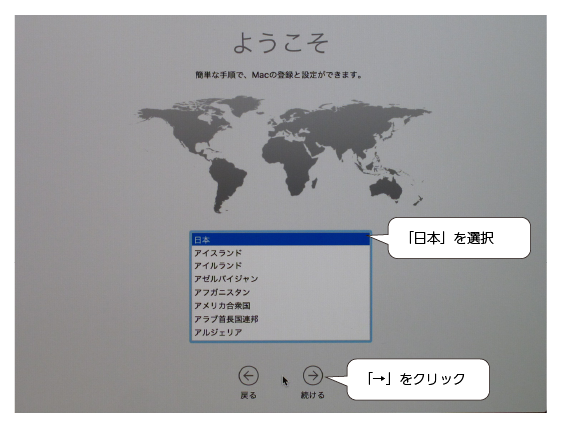 ようこそ
簡単な手順で、Macの登録と設定ができます。
日本
アイスランド
アイルランド
アゼルバイジャン
アフガニスタン
アメリカ合衆国
アラブ首長国連邦
アルジェリア
「日本」を選択
戻る
続ける
「→」をクリック